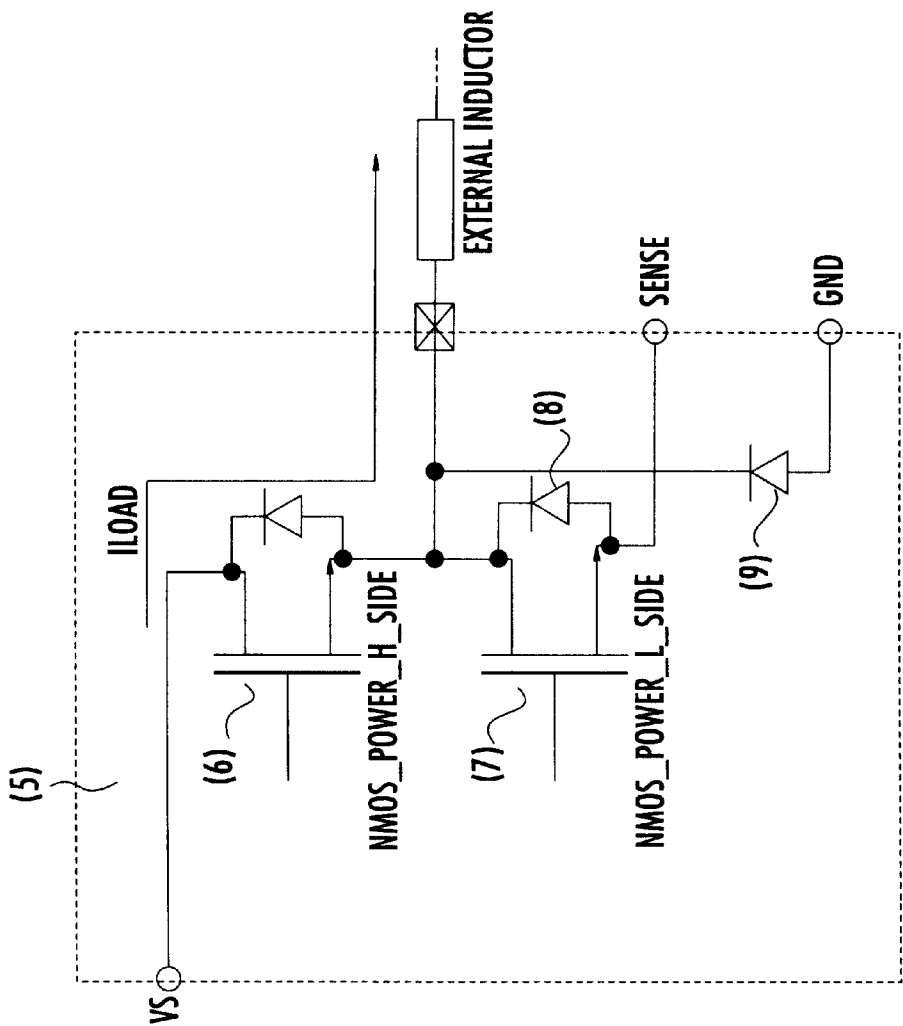 (5)
VS
ILOAD
(6)
NMOS_POWER_H_SIDE
EXTERNAL INDUCTOR
(7)
NMOS_POWER_L_SIDE
(8)
SENSE
(9)
GND